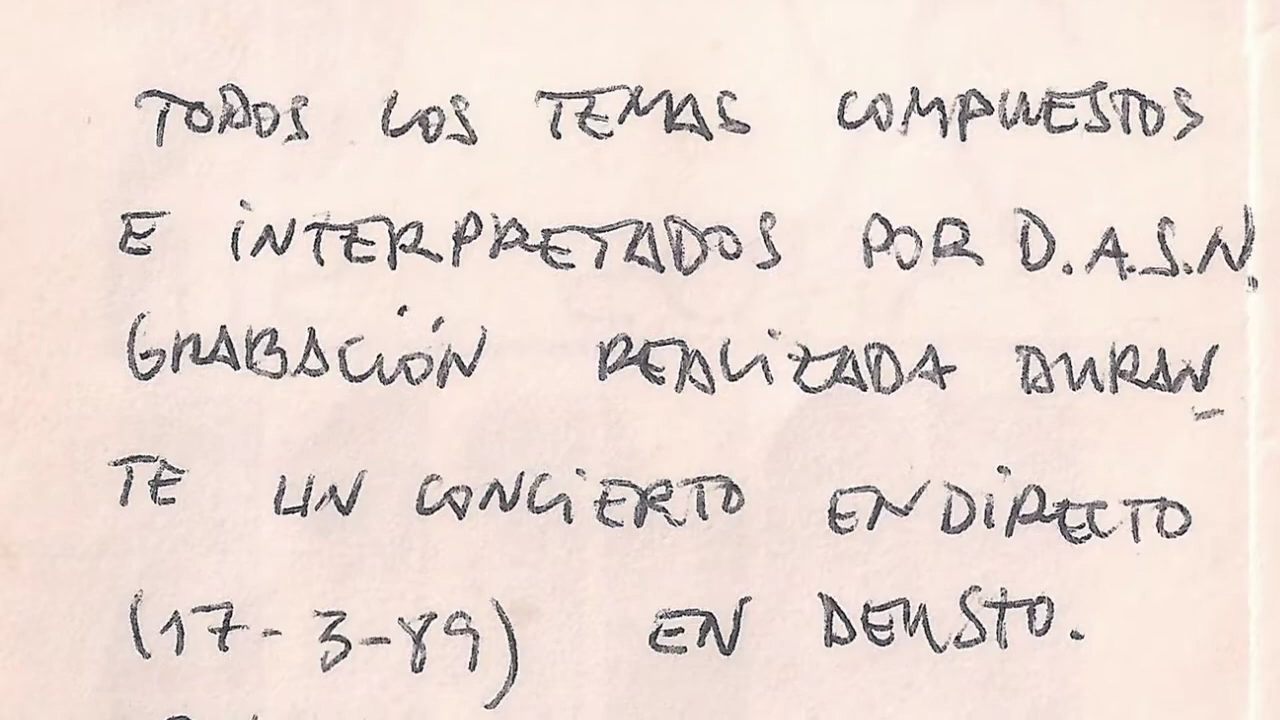 TODOS LOS TEMAS COMPUESTOS
E INTERPRETADOS POR D.A.S.N.
GRABACIÓN REALIZADA DURAN-
TE UN CONCIERTO EN DIRECTO
(17-3-89) EN DEUSTO.